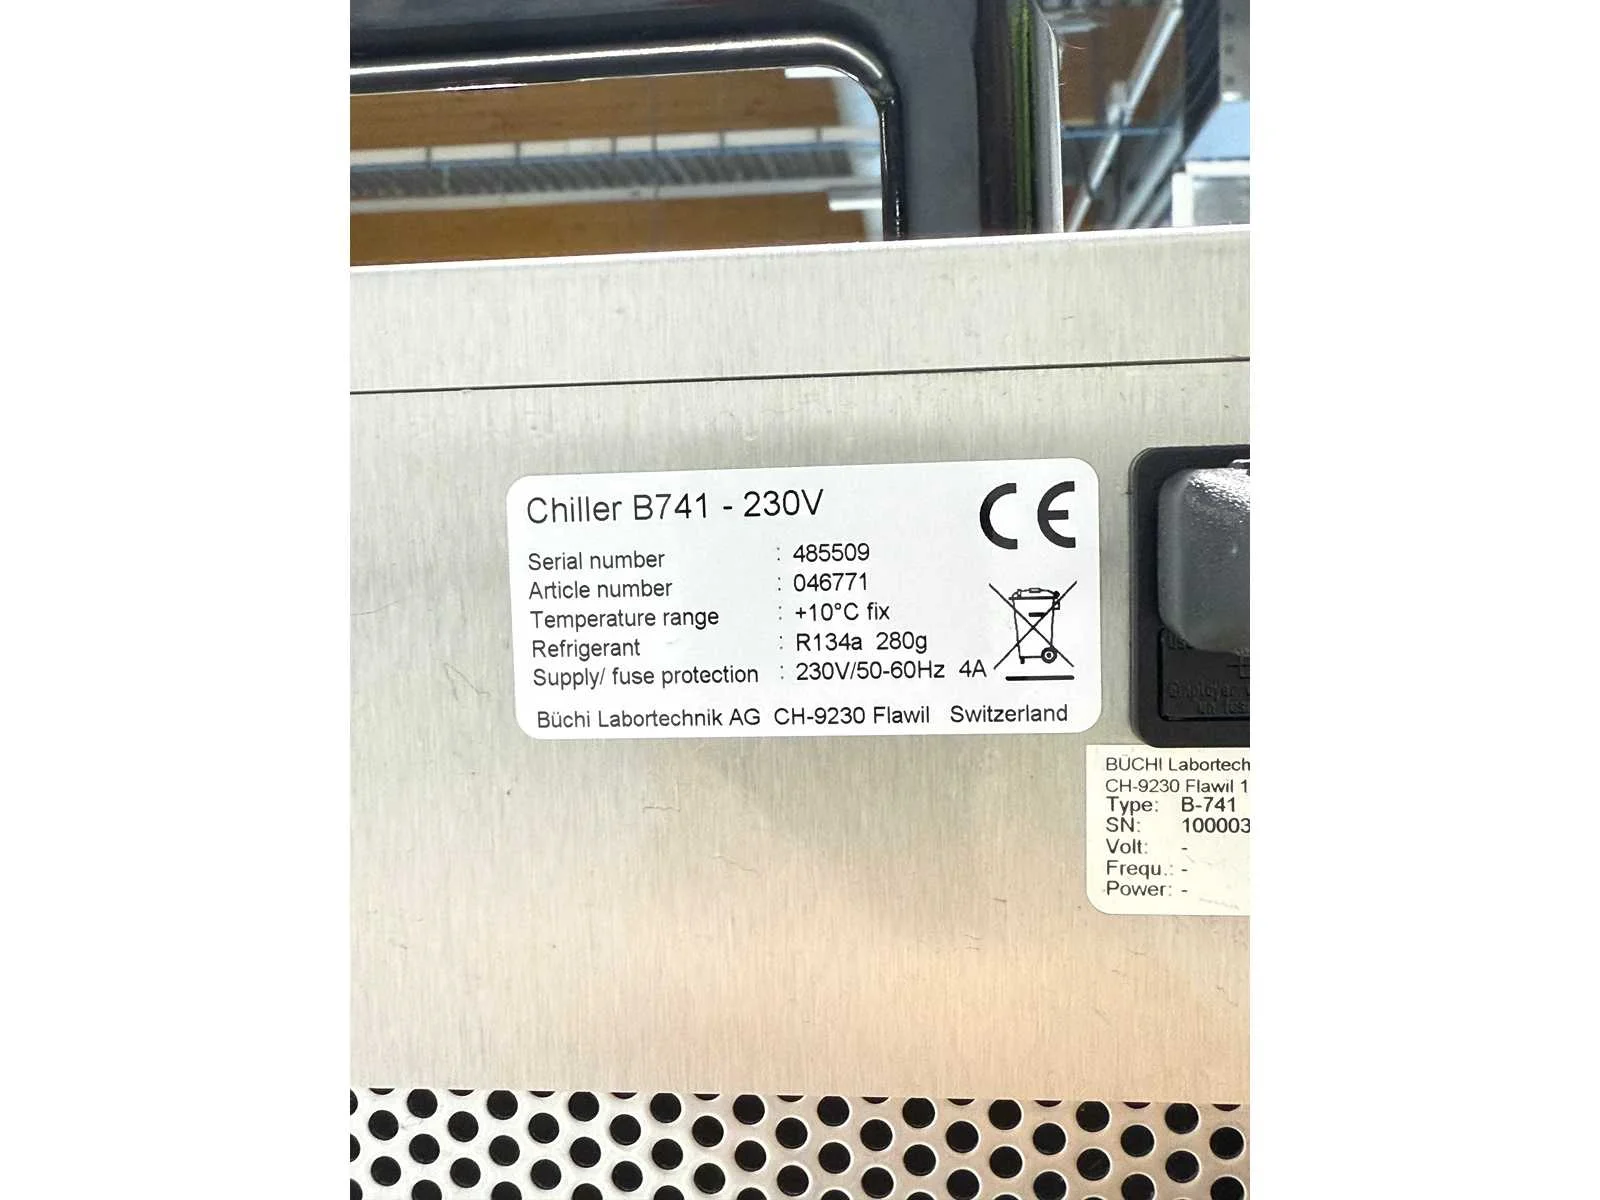 Chiller B741 - 230V
CE
Serial number : 485509
Article number : 046771
Temperature range : +10°C fix
Refrigerant : R134a 280g
Supply/ fuse protection : 230V/50-60Hz 4A
Büchi Labortechnik AG CH-9230 Flawil Switzerland
BÜCHI Labortech
CH-9230 Flawil 1
Type: B-741
SN: 100003
Volt: -
Frequ.: -
Power: -